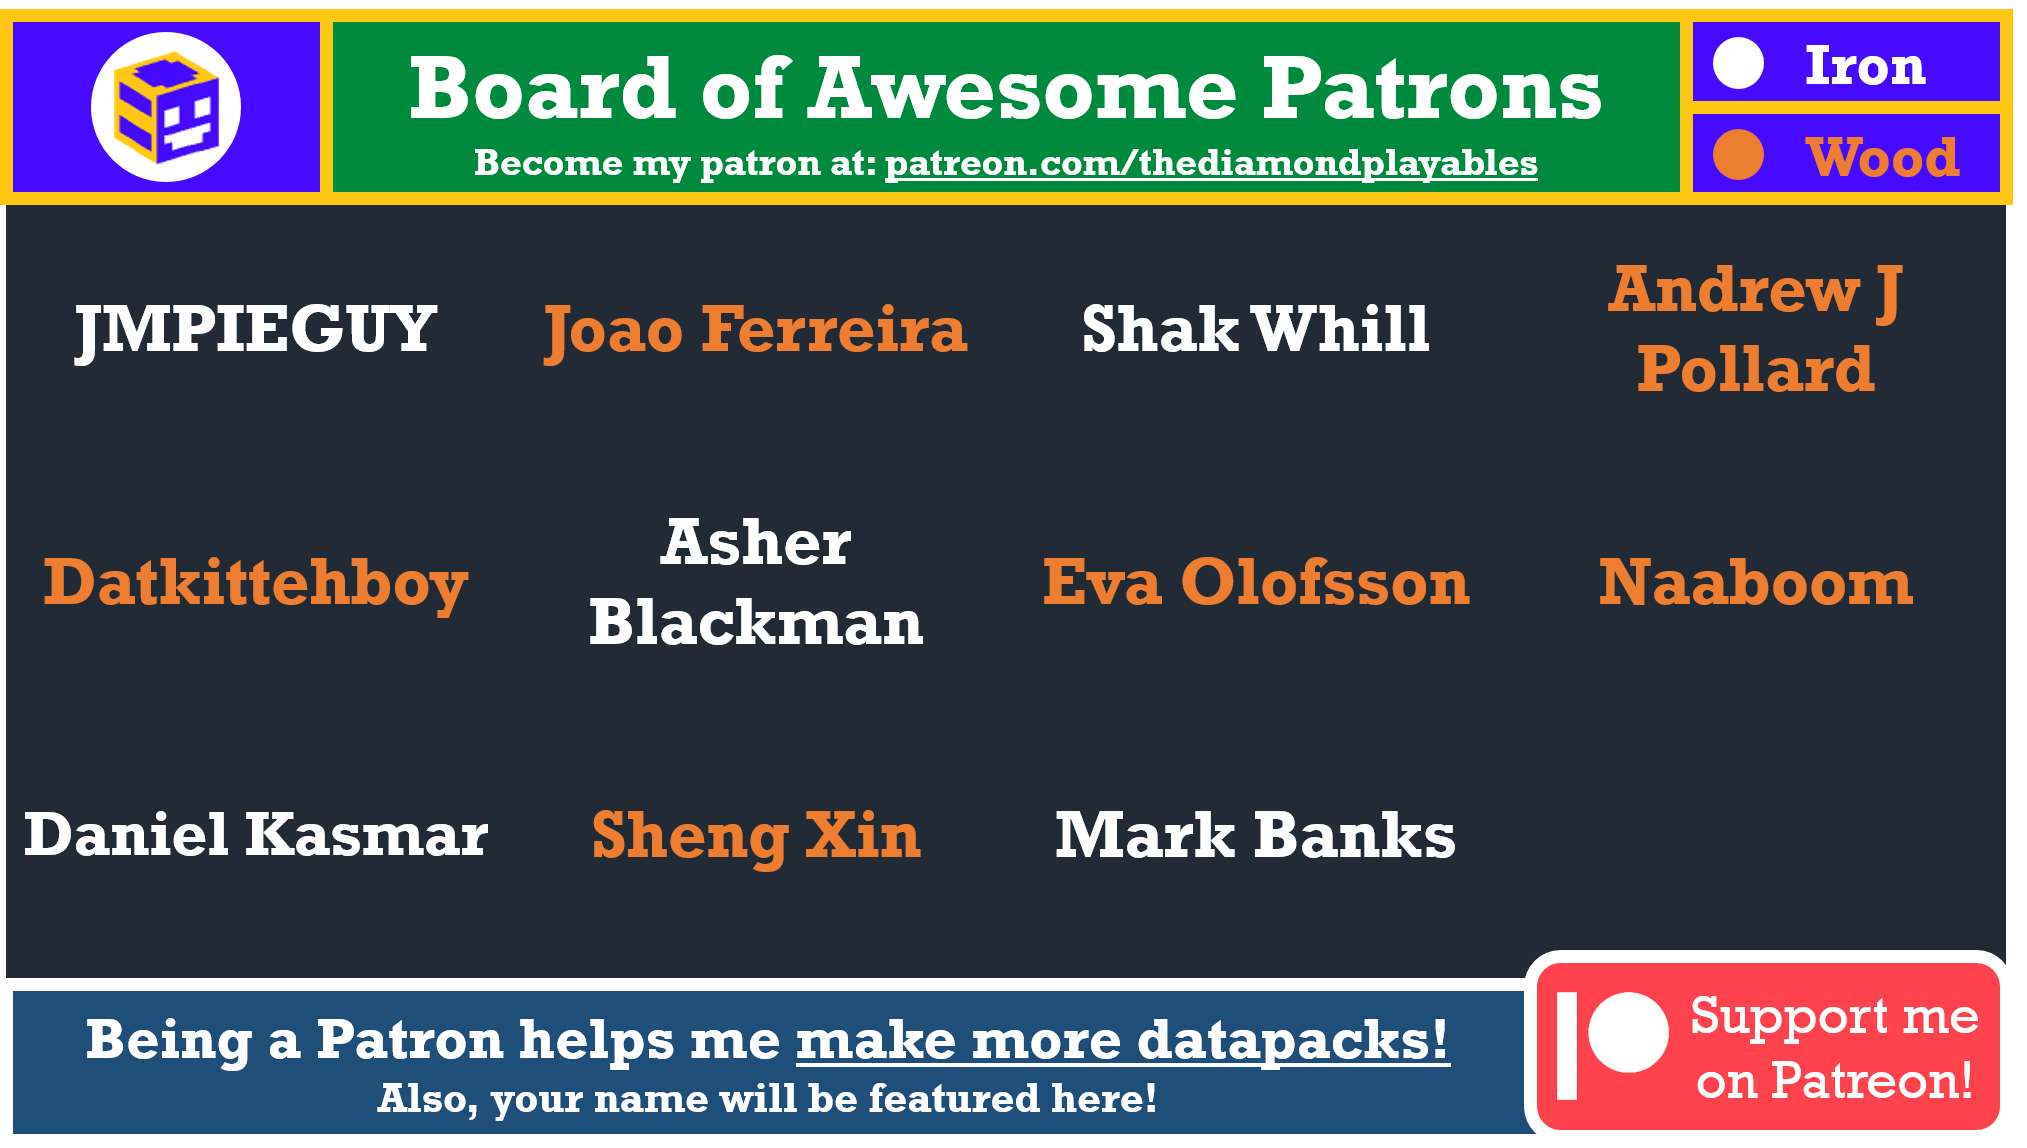 Board of Awesome Patrons
Become my patron at: patreon.com/thediamondplayables
Iron
Wood
JMPIEGUY
Joao Ferreira
Shak Whill
Andrew J
Pollard
Datkittehboy
Asher
Blackman
Eva Olofsson
Naaboom
Daniel Kasmar
Sheng Xin
Mark Banks
Being a Patron helps me make more datapacks!
Also, your name will be featured here!
Support me
on Patreon!